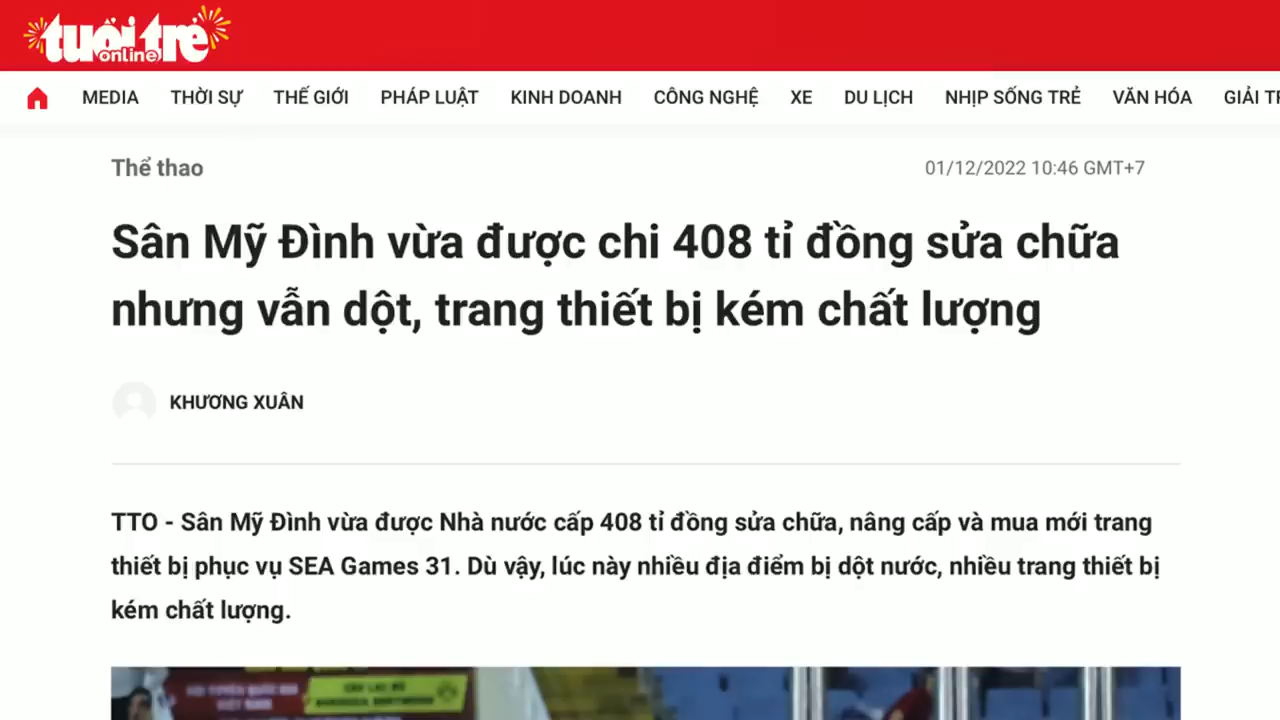 tuổi trẻ
online
MEDIA THỜI SỰ THẾ GIỚI PHÁP LUẬT KINH DOANH CÔNG NGHỆ XE DU LỊCH NHỊP SỐNG TRẺ VĂN HÓA GIẢI TR
Thể thao 01/12/2022 10:46 GMT+7
Sân Mỹ Đình vừa được chi 408 tỉ đồng sửa chữa
nhưng vẫn dột, trang thiết bị kém chất lượng
KHƯƠNG XUÂN
TTO - Sân Mỹ Đình vừa được Nhà nước cấp 408 tỉ đồng sửa chữa, nâng cấp và mua mới trang
thiết bị phục vụ SEA Games 31. Dù vậy, lúc này nhiều địa điểm bị dột nước, nhiều trang thiết bị
kém chất lượng.